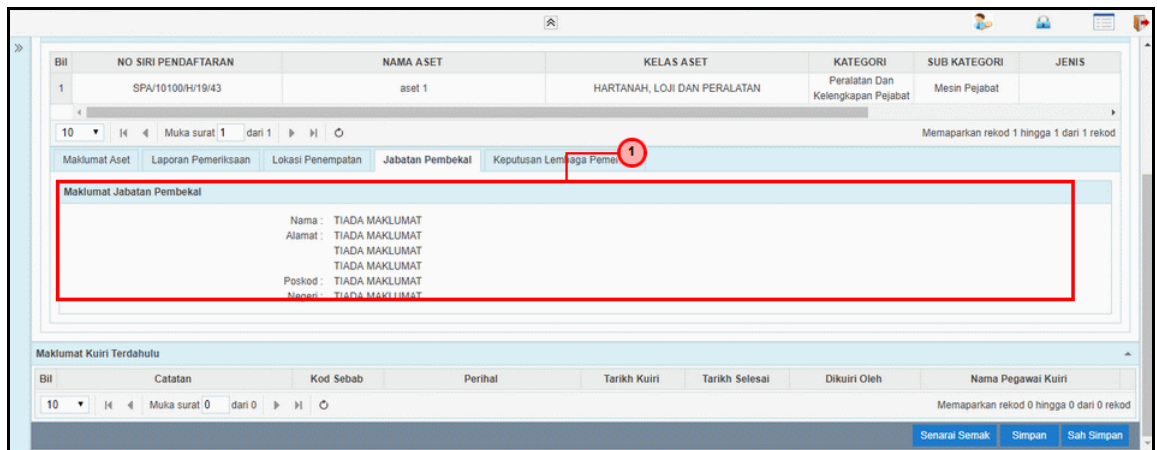 Bil NO SIRI PENDAFTARAN NAMA ASET KELAS ASET KATEGORI SUB KATEGORI JENIS
1 SPA/10100/H/19/43 aset 1 HARTANAH, LOJI DAN PERALATAN Peralatan Dan Kelengkapan Pejabat Mesin Pejabat
10 Muka surat 1 dari 1 Memaparkan rekod 1 hingga 1 dari 1 rekod
Maklumat Aset Laporan Pemeriksaan Lokasi Penempatan Jabatan Pembekal Keputusan Lembaga
1
Maklumat Jabatan Pembekal
Nama : TIADA MAKLUMAT
Alamat : TIADA MAKLUMAT
TIADA MAKLUMAT
TIADA MAKLUMAT
Poskod : TIADA MAKLUMAT
Negeri : TIADA MAKLUMAT
Maklumat Kuiri Terdahulu
Bil Catatan Kod Sebab Perihal Tarikh Kuiri Tarikh Selesai Dikuiri Oleh Nama Pegawai Kuiri
10 Muka surat 0 dari 0 Memaparkan rekod 0 hingga 0 dari 0 rekod
Senarai Semak Simpan Sah Simpan